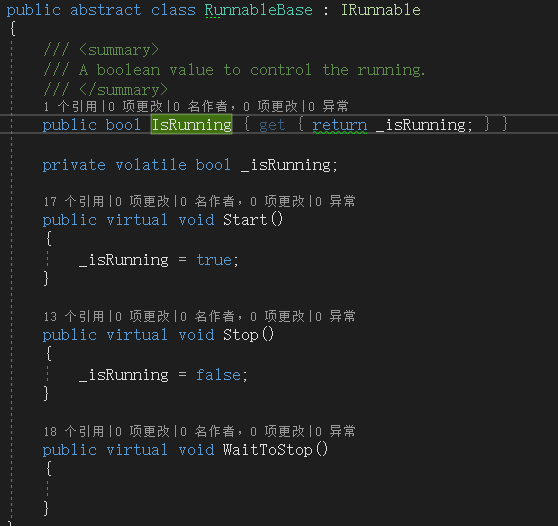 public abstract class RunnableBase : IRunnable
{
/// <summary>
/// A boolean value to control the running.
/// </summary>
1 个引用|0 项更改|0 名作者, 0 项更改|0 异常
public bool IsRunning { get { return _isRunning; } }
private volatile bool _isRunning;
17 个引用|0 项更改|0 名作者, 0 项更改|0 异常
public virtual void Start()
{
_isRunning = true;
}
13 个引用|0 项更改|0 名作者, 0 项更改|0 异常
public virtual void Stop()
{
_isRunning = false;
}
18 个引用|0 项更改|0 名作者, 0 项更改|0 异常
public virtual void WaitToStop()
{
}
}